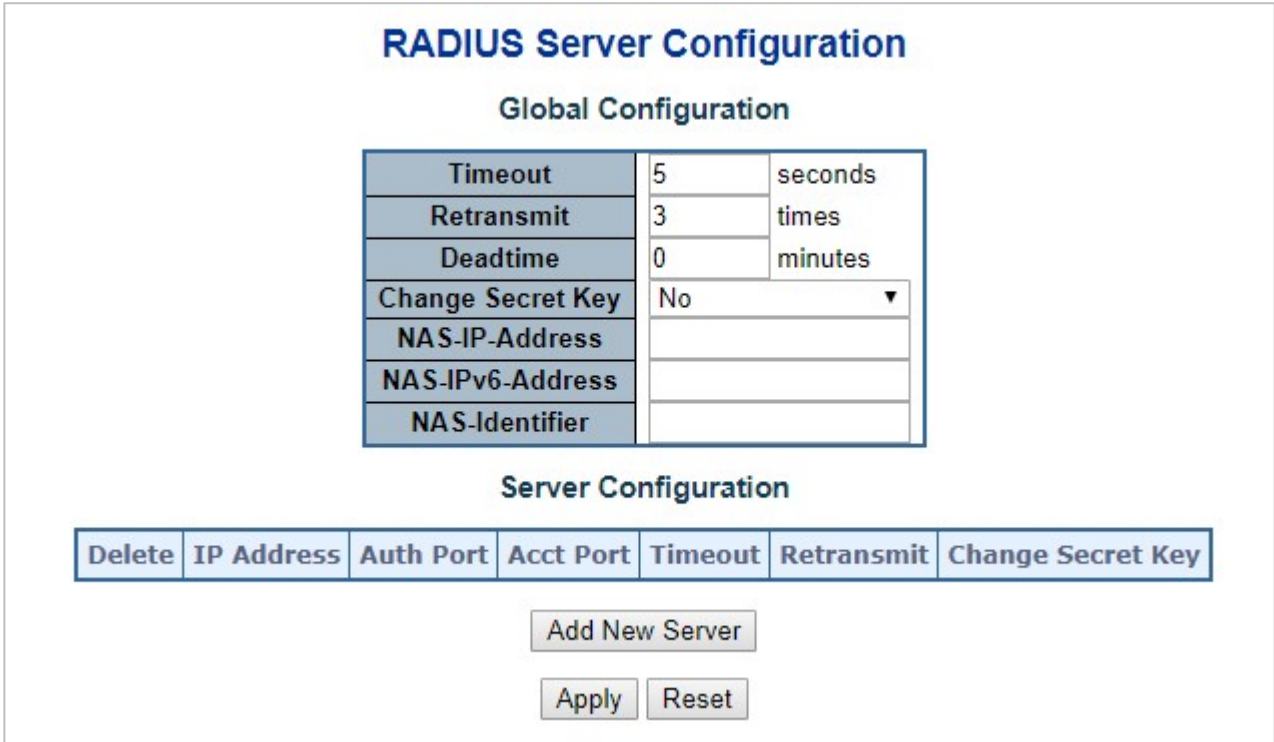 RADIUS Server Configuration
Global Configuration
Timeout 5 seconds
Retransmit 3 times
Deadtime 0 minutes
Change Secret Key No
NAS-IP-Address
NAS-IPv6-Address
NAS-Identifier
Server Configuration
Delete IP Address Auth Port Acct Port Timeout Retransmit Change Secret Key
Add New Server
Apply Reset